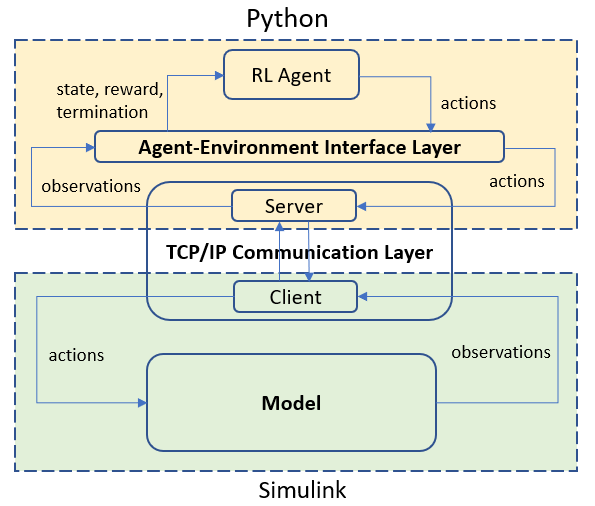 Python
RL Agent
state, reward,
termination
actions
Agent-Environment Interface Layer
observations
actions
Server
TCP/IP Communication Layer
Client
actions
observations
Model
Simulink